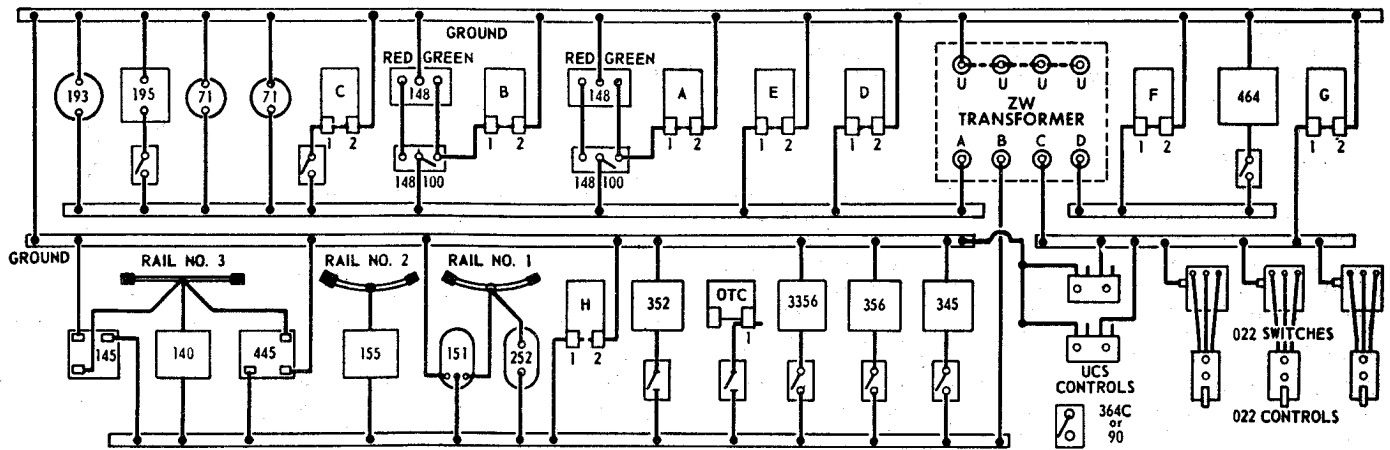 GROUND
RED GREEN
RED GREEN
193
195
71
71
C
148
B
148
A
E
D
U U U U
ZW
TRANSFORMER
A B C D
F
464
G
1 2
1 2
1 2
1 2
1 2
1 2
1 2
148 100
148 100
GROUND
RAIL NO. 3
RAIL NO. 2
RAIL NO. 1
145
140
445
155
151
252
H
1 2
352
OTC
1
3356
356
345
UCS
CONTROLS
022 SWITCHES
022 CONTROLS
364C
or
90